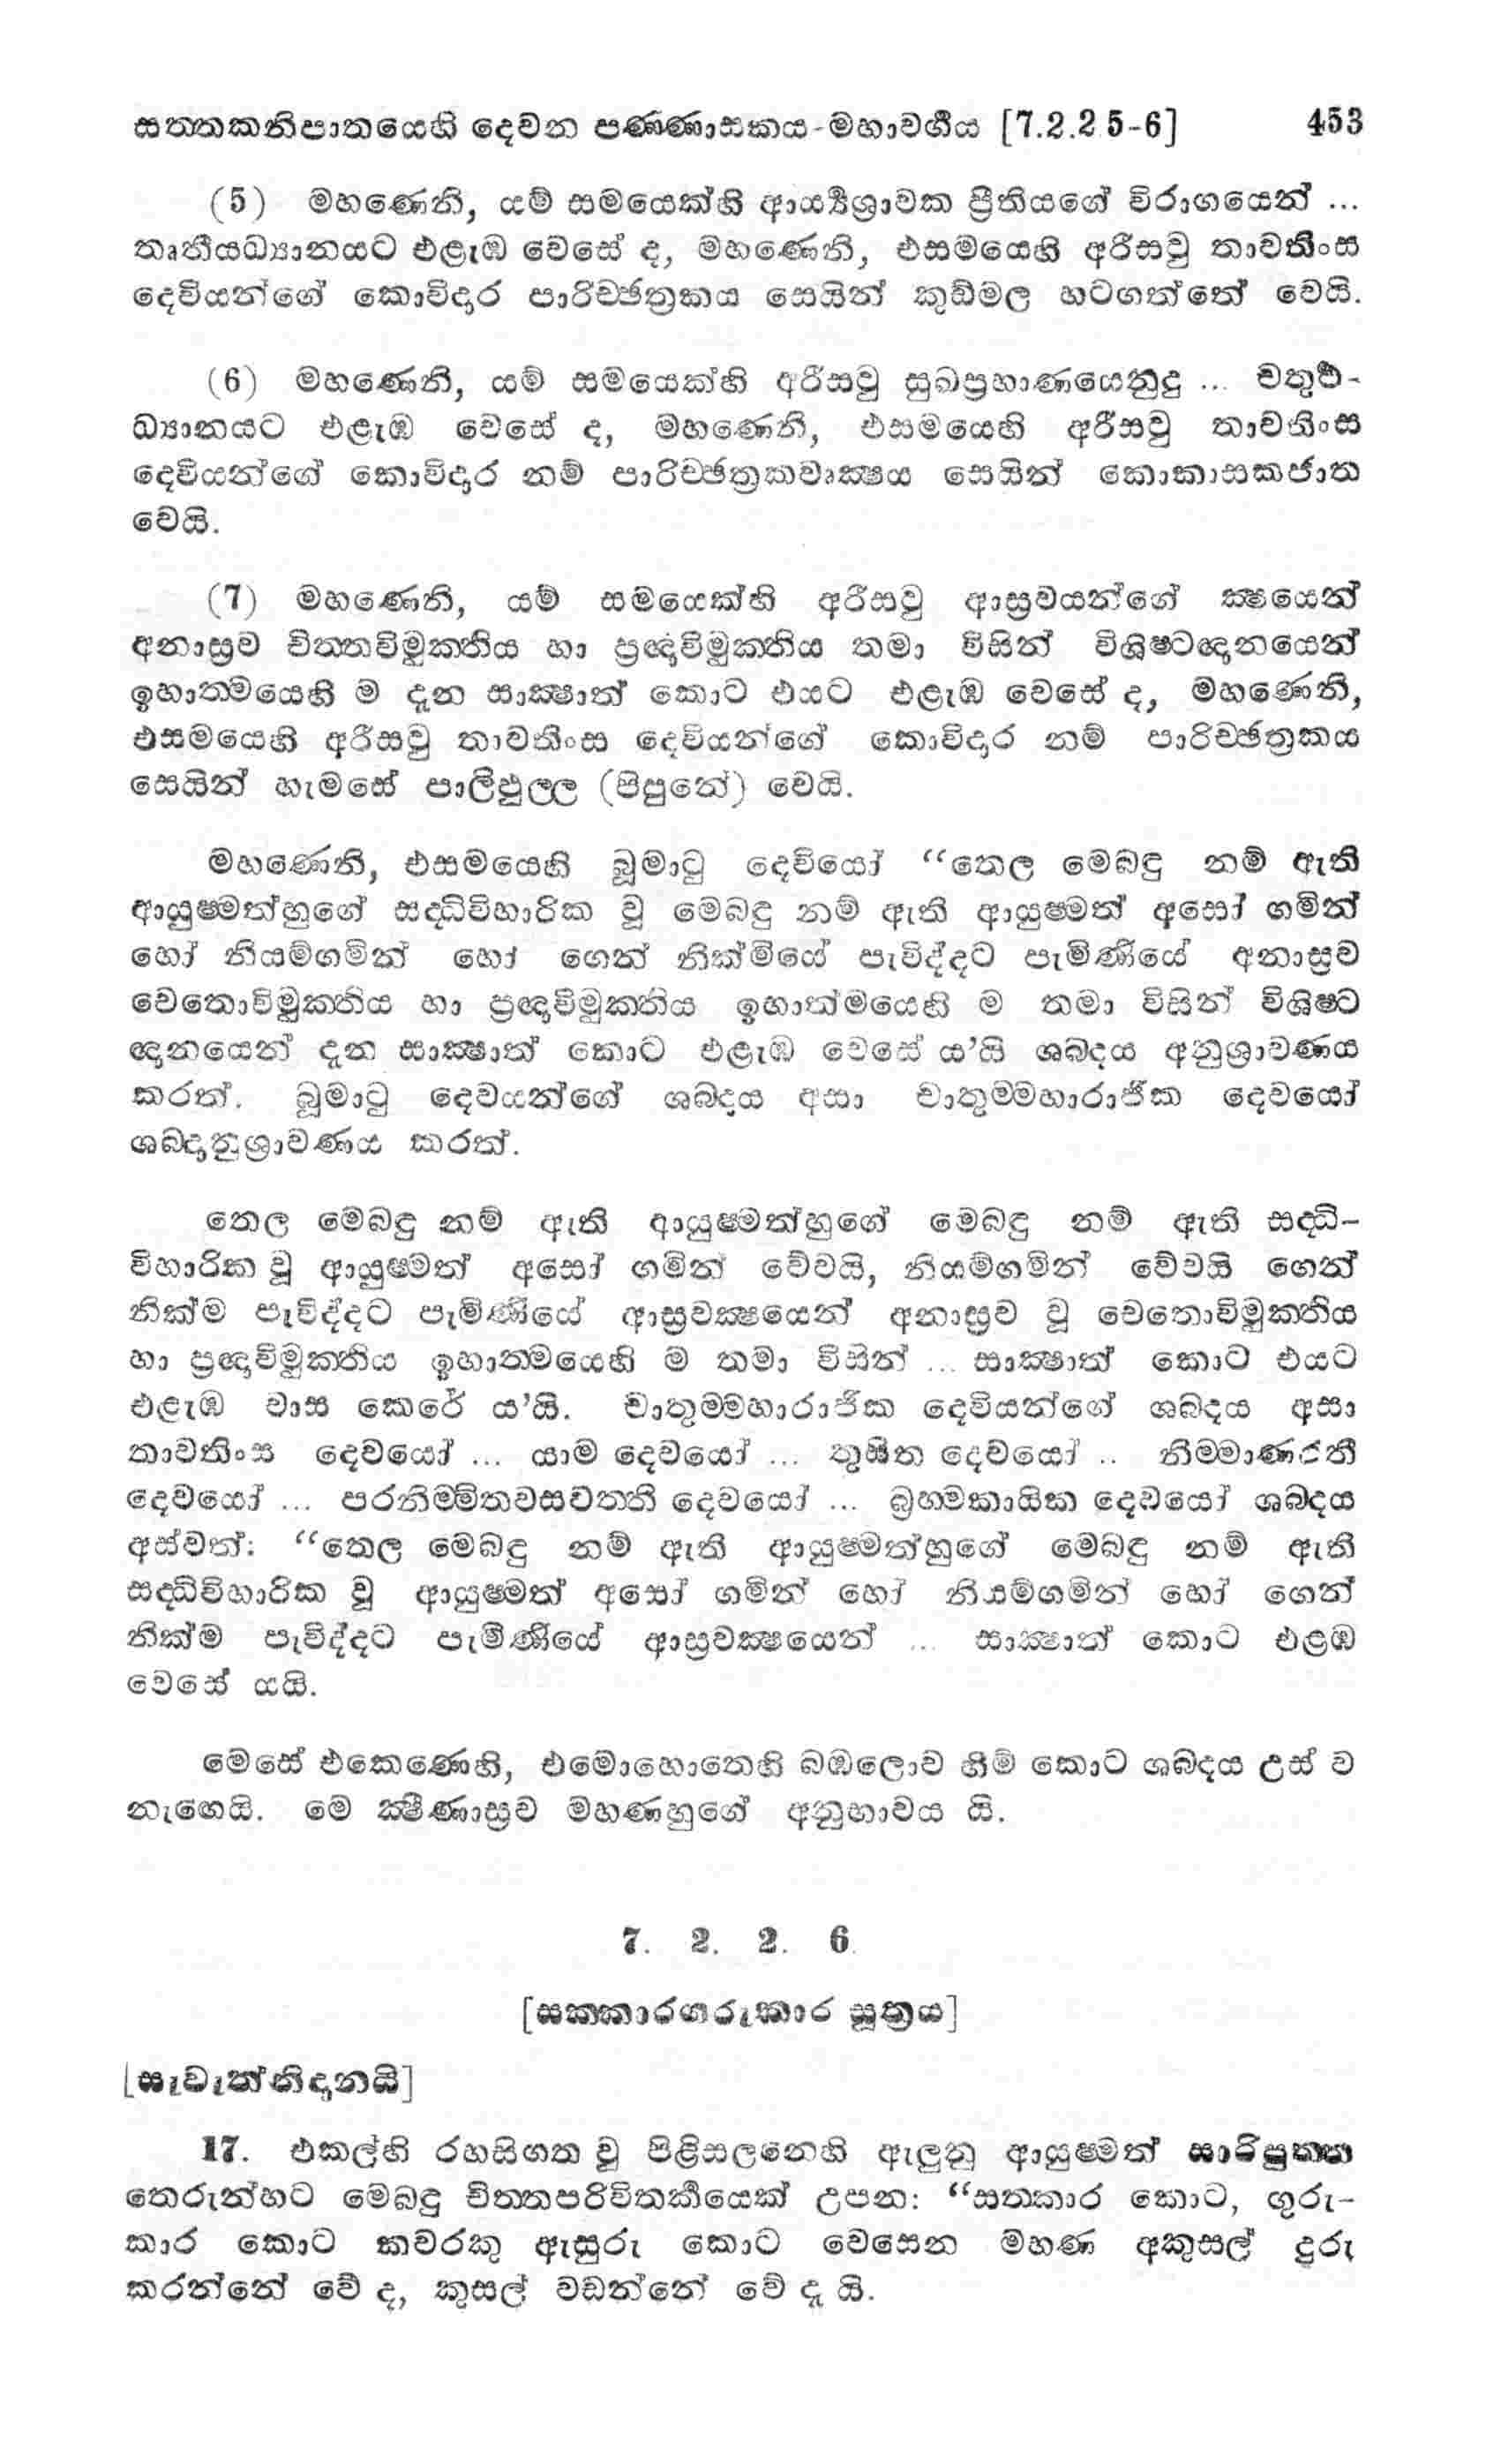 සත්තකනිපාතයෙහි දෙවන පණ්ණාසකය-මහාවර්ගය [7.2.2 5-6] 453
(5) මහණෙනි, යම් සමයෙක්හි ආර්ය්‍යශ්‍රාවක ප්‍රීතියගේ විරාගයෙන් ...
තෘතීයධ්‍යානයට එළැඹ වෙසේ ද, මහණෙනි, එසමයෙහි අරිසවු තාවතිංස
දෙවියන්ගේ කොවිදාර පාරිච්ඡත්‍රකය සෙයින් කුඩ්මල හටගත්තේ වෙයි.
(6) මහණෙනි, යම් සමයෙක්හි අරිසවු සුඛප්‍රහාණයෙනුදු ... චතුර්ථ-
ධ්‍යානයට එළැඹ වෙසේ ද, මහණෙනි, එසමයෙහි අරිසවු තාවතිංස
දෙවියන්ගේ කොවිදාර නම් පාරිච්ඡත්‍රකවෘක්‍ෂය සෙයින් කොකාසකජාත
වෙයි.
(7) මහණෙනි, යම් සමයෙක්හි අරිසවු ආස්‍රවයන්ගේ ක්‍ෂයෙන්
අනාස්‍රව චිත්තවිමුක්තිය හා ප්‍රඥාවිමුක්තිය තමා විසින් විශිෂ්ටඥානයෙන්
ඉහාත්මයෙහි ම දැන සාක්‍ෂාත් කොට එයට එළැඹ වෙසේ ද, මහණෙනි,
එසමයෙහි අරිසවු තාවතිංස දෙවියන්ගේ කොවිදාර නම් පාරිච්ඡත්‍රකය
සෙයින් හැමසේ පාලිඵුල්ල (පිපුනේ) වෙයි.
මහණෙනි, එසමයෙහි බූමාටු දෙවියෝ “තෙල මෙබඳු නම් ඇති
ආයුෂ්මත්හුගේ සද්ධිවිහාරික වූ මෙබඳු නම් ඇති ආයුෂ්මත් අසෝ ගමින්
හෝ නියම්ගමින් හෝ ගෙන් නික්මියේ පැවිද්දට පැමිණියේ අනාස්‍රව
චෙතොවිමුක්තිය හා ප්‍රඥාවිමුක්තිය ඉහාත්මයෙහි ම තමා විසින් විශිෂ්ට
ඥානයෙන් දැන සාක්‍ෂාත් කොට එළැඹ වෙසේ ය’යි ශබ්දය අනුශ්‍රාවණය
කරත්. බූමාටු දෙවයන්ගේ ශබ්දය අසා චාතුම්මහාරාජික දෙවයෝ
ශබ්දානුශ්‍රාවණය කරත්.
තෙල මෙබඳු නම් ඇති ආයුෂ්මත්හුගේ මෙබඳු නම් ඇති සද්ධි-
විහාරික වූ ආයුෂ්මත් අසෝ ගමින් වේවයි, නියම්ගමින් වේවයි ගෙන්
නික්ම පැවිද්දට පැමිණියේ ආස්‍රවක්‍ෂයෙන් අනාස්‍රව වූ චෙතොවිමුක්තිය
හා ප්‍රඥාවිමුක්තිය ඉහාත්මයෙහි ම තමා විසින් ... සාක්‍ෂාත් කොට එයට
එළැඹ වාස කෙරේ ය’යි. චාතුම්මහාරාජික දෙවියන්ගේ ශබ්දය අසා
තාවතිංස දෙවයෝ ... යාම දෙවයෝ ... තුෂිත දෙවයෝ .. නිම්මාණරතී
දෙවයෝ ... පරනිම්මිතවසවත්තී දෙවයෝ ... බ්‍රහ්මකායික දෙවයෝ ශබ්දය
අස්වත්: “තෙල මෙබඳු නම් ඇති ආයුෂ්මත්හුගේ මෙබඳු නම් ඇති
සද්ධිවිහාරික වූ ආයුෂ්මත් අසෝ ගමින් හෝ නියම්ගමින් හෝ ගෙන්
නික්ම පැවිද්දට පැමිණියේ ආස්‍රවක්‍ෂයෙන් ... සාක්‍ෂාත් කොට එළඹ
වෙසේ යයි.
මෙසේ එකෙණෙහි, එමොහොතෙහි බඹලොව හිම් කොට ශබ්දය උස් ව
නැඟෙයි. මෙ ක්‍ෂීණාස්‍රව මහණහුගේ අනුභාවය යි.
7. 2. 2. 6
[සක්කාරගරුකාර සූත්‍රය]
[සැවැත්නිදානයි]
17. එකල්හි රහසිගත වූ පිළිසලනෙහි ඇලුනු ආයුෂ්මත් සාරිපුත්ත
තෙරුන්හට මෙබඳු චිත්තපරිවිතර්කයෙක් උපන: “සත්කාර කොට, ගුරු-
කාර කොට කවරකු ඇසුරු කොට වෙසෙන මහණ අකුසල් දුරු
කරන්නේ වේ ද, කුසල් වඩන්නේ වේ දැ යි.